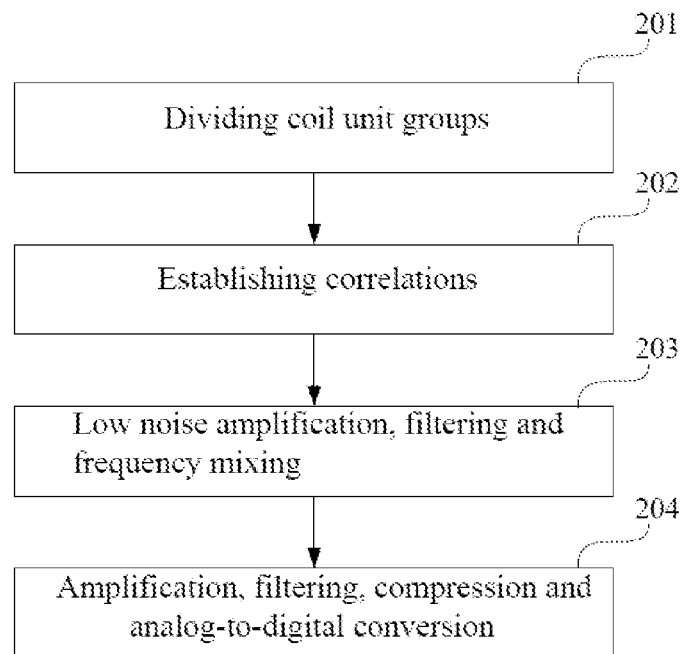 201
Dividing coil unit groups
202
Establishing correlations
203
Low noise amplification, filtering and
frequency mixing
204
Amplification, filtering, compression and
analog-to-digital conversion